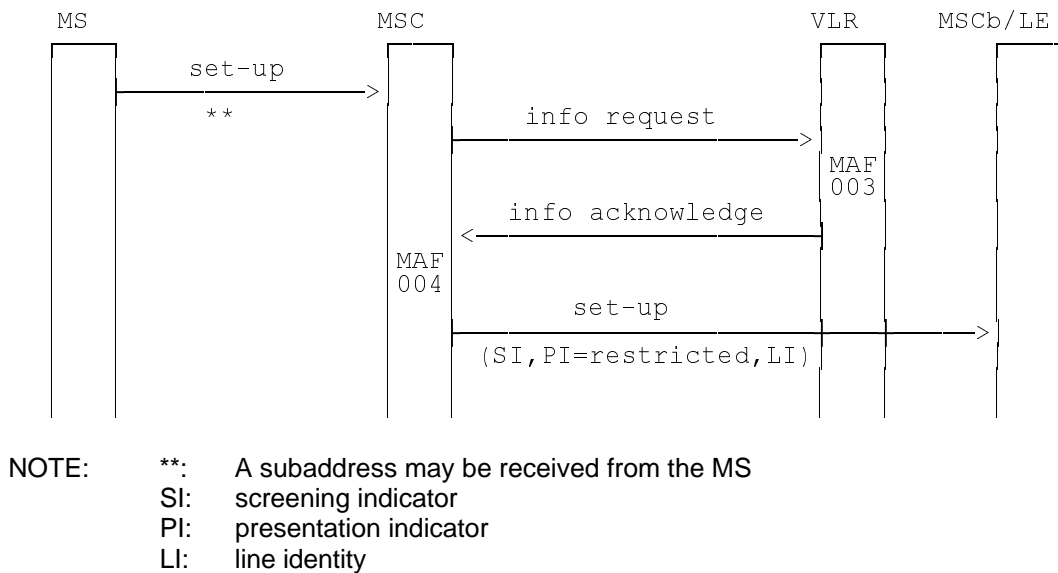 MS MSC VLR MSCb/LE
set-up
**
info request
MAF
003
info acknowledge
MAF
004
set-up
(SI,PI=restricted,LI)
NOTE: **: A subaddress may be received from the MS
SI: screening indicator
PI: presentation indicator
LI: line identity